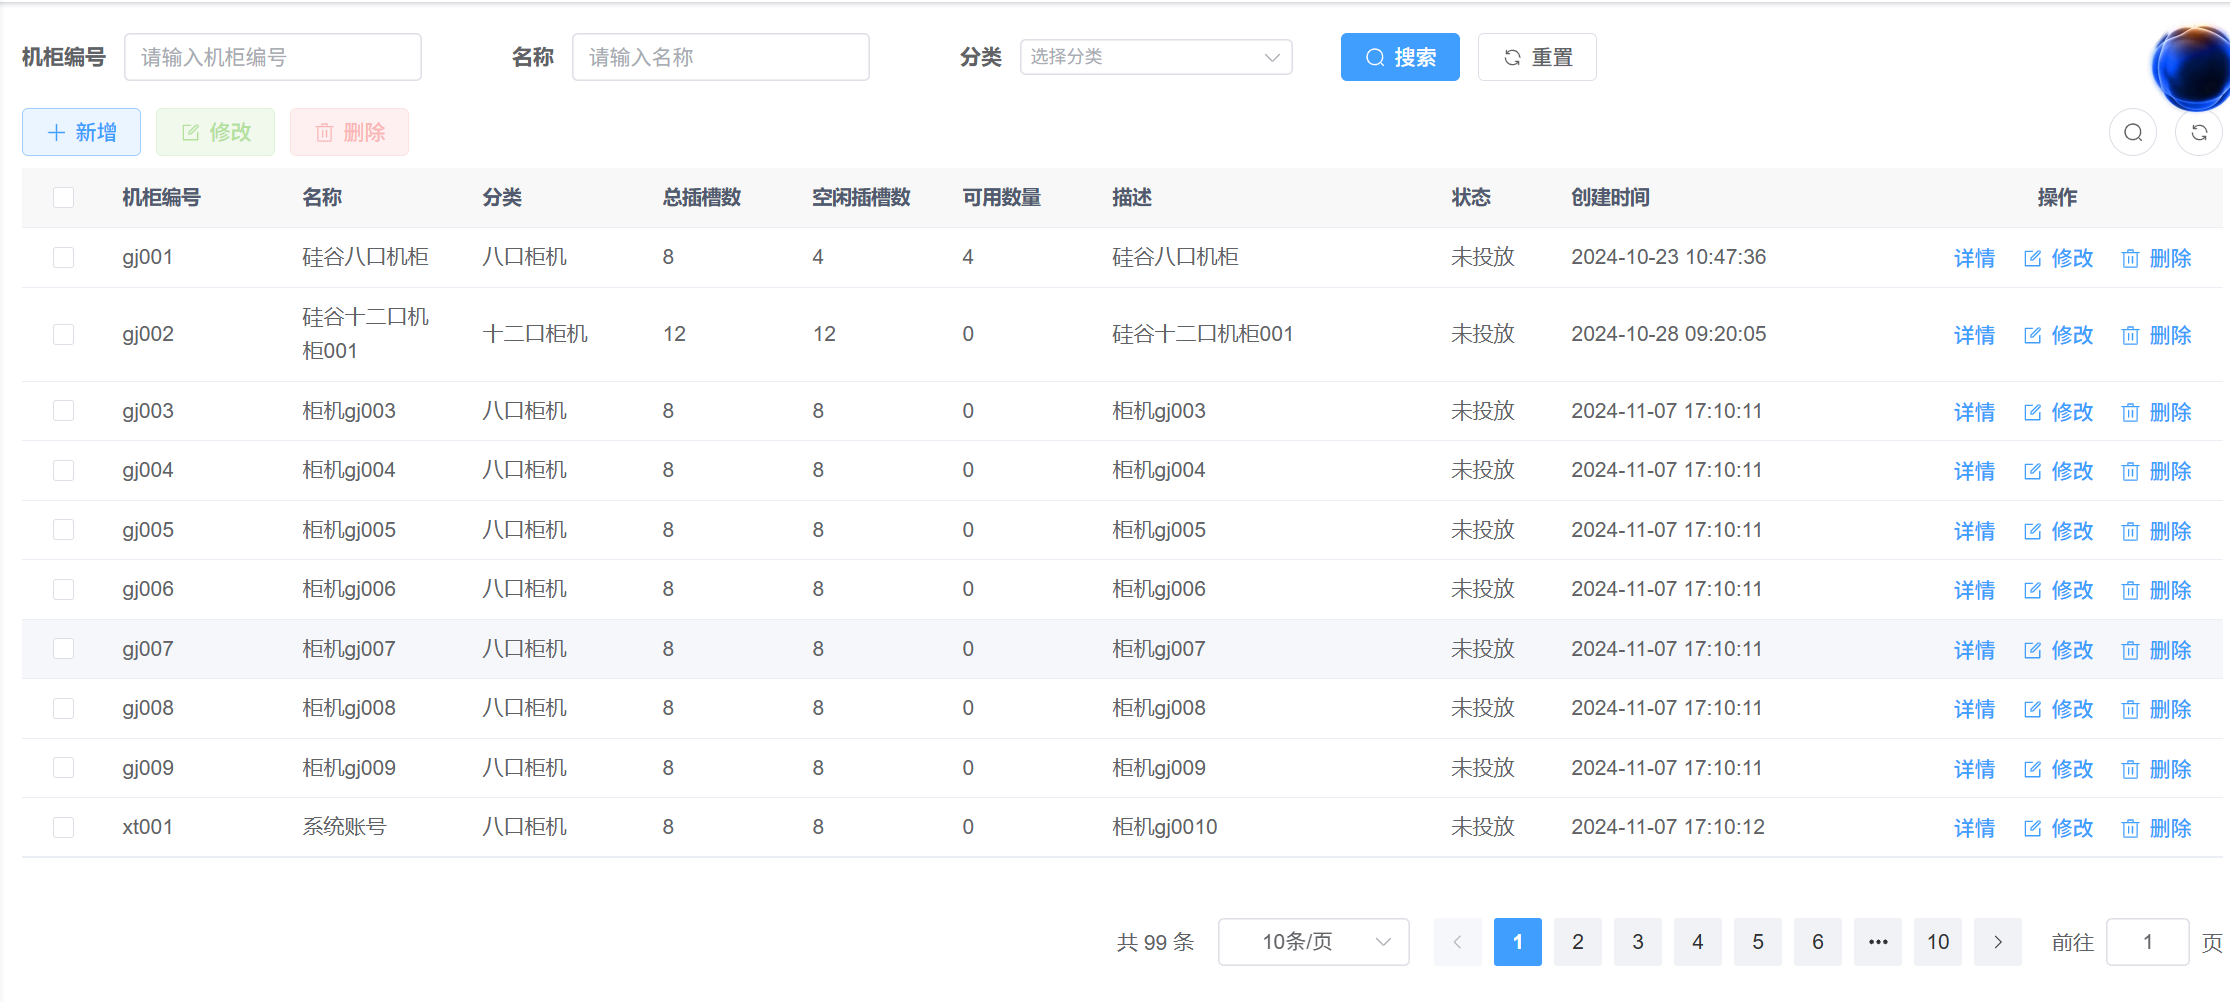 机柜编号 请输入机柜编号 名称 请输入名称 分类 选择分类 搜索 重置
新增 修改 删除
机柜编号 名称 分类 总插槽数 空闲插槽数 可用数量 描述 状态 创建时间 操作
gj001 硅谷八口机柜 八口柜机 8 4 4 硅谷八口机柜 未投放 2024-10-23 10:47:36 详情 修改 删除
gj002 硅谷十二口机柜001 十二口柜机 12 12 0 硅谷十二口机柜001 未投放 2024-10-28 09:20:05 详情 修改 删除
gj003 柜机gj003 八口柜机 8 8 0 柜机gj003 未投放 2024-11-07 17:10:11 详情 修改 删除
gj004 柜机gj004 八口柜机 8 8 0 柜机gj004 未投放 2024-11-07 17:10:11 详情 修改 删除
gj005 柜机gj005 八口柜机 8 8 0 柜机gj005 未投放 2024-11-07 17:10:11 详情 修改 删除
gj006 柜机gj006 八口柜机 8 8 0 柜机gj006 未投放 2024-11-07 17:10:11 详情 修改 删除
gj007 柜机gj007 八口柜机 8 8 0 柜机gj007 未投放 2024-11-07 17:10:11 详情 修改 删除
gj008 柜机gj008 八口柜机 8 8 0 柜机gj008 未投放 2024-11-07 17:10:11 详情 修改 删除
gj009 柜机gj009 八口柜机 8 8 0 柜机gj009 未投放 2024-11-07 17:10:11 详情 修改 删除
xt001 系统账号 八口柜机 8 8 0 柜机gj0010 未投放 2024-11-07 17:10:12 详情 修改 删除
共 99 条 10条/页 1 2 3 4 5 6 ••• 10 前往 1 页